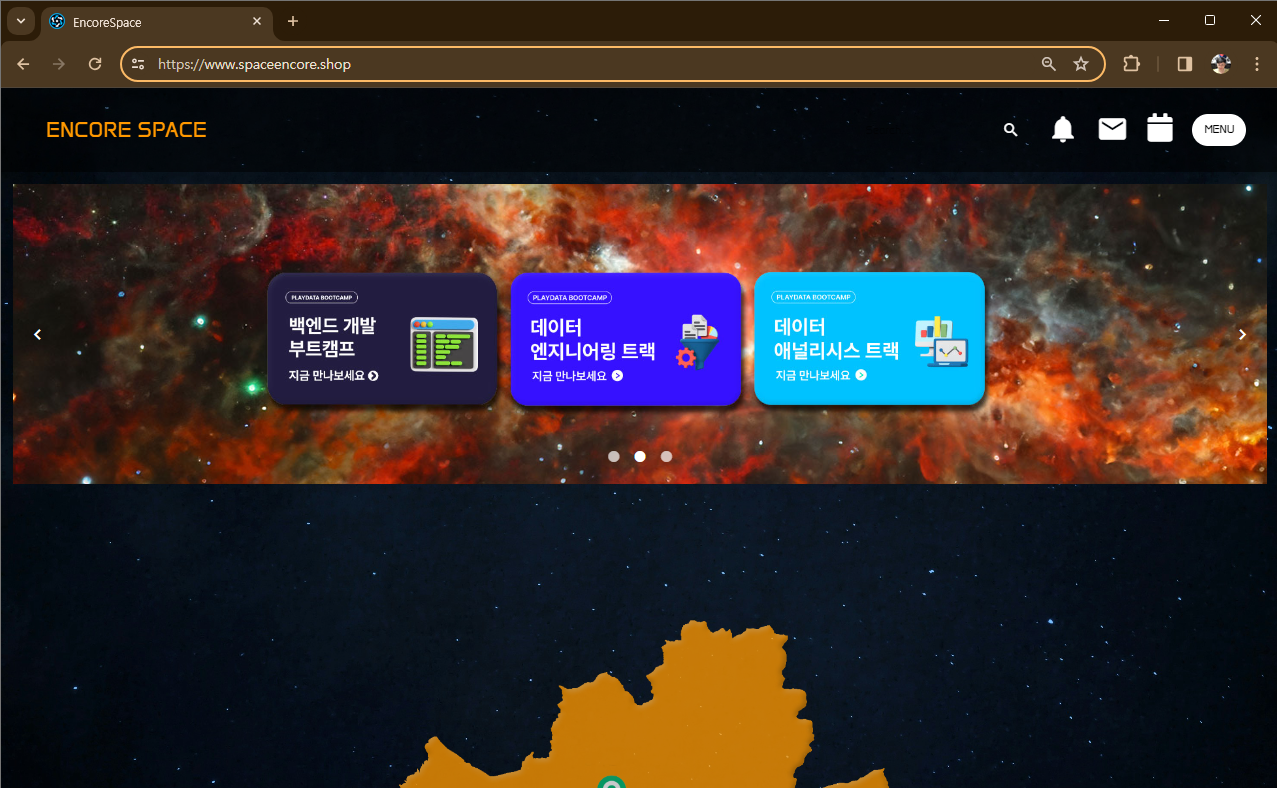 EncoreSpace
https://www.spaceencore.shop
ENCORE SPACE
MENU
PLAYDATA BOOTCAMP
백엔드 개발
부트캠프
지금 만나보세요
PLAYDATA BOOTCAMP
데이터
엔지니어링 트랙
지금 만나보세요
PLAYDATA BOOTCAMP
데이터
애널리시스 트랙
지금 만나보세요